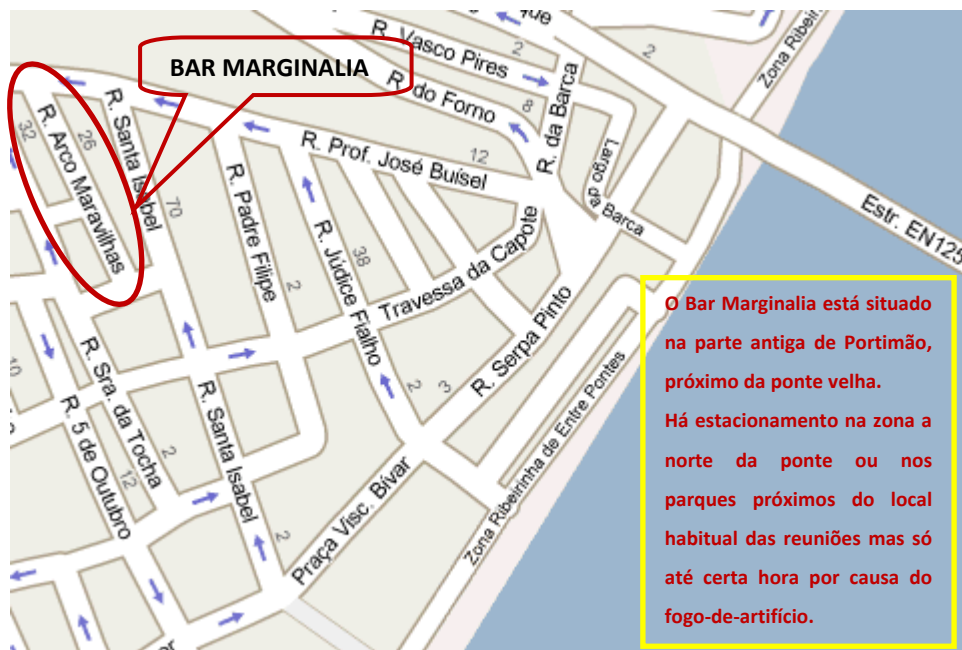 que
Zona Ribeirin
R. Vasco Pires
2
2
BAR MARGINALIA
R. do Forno
8
R. da Barca
R. Arco Maravilhas
32
26
R. Santa Isabel
70
R. Prof. José Buísel
12
Largo da Barca
Estr. EN125
R. Padre Filipe
2
R. Júdice Fialho
38
Travessa da Capote
R. Serpa Pinto
2
3
10
R. Sra. da Tocha
2
12
R. 5 de Outubro
R. Santa Isabel
2
Praça Visc. Bívar
Zona Ribeirinha de Entre Pontes
O Bar Marginalia está situado
na parte antiga de Portimão,
próximo da ponte velha.
Há estacionamento na zona a
norte da ponte ou nos
parques próximos do local
habitual das reuniões mas só
até certa hora por causa do
fogo-de-artifício.